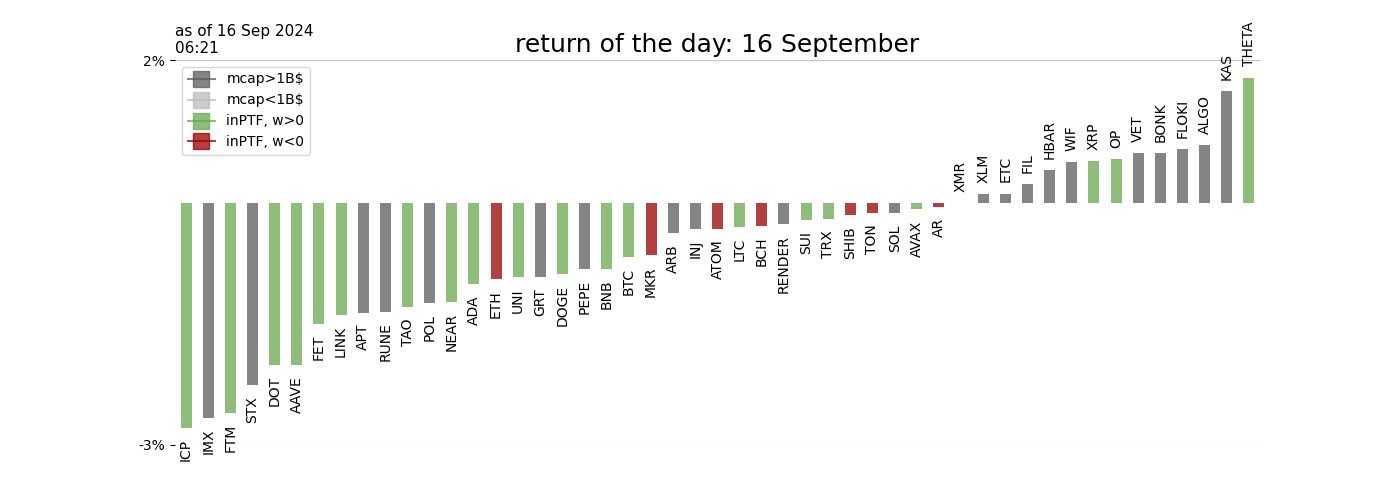 as of 16 Sep 2024
06:21
return of the day: 16 September
2%
-3%
mcap>1B$
mcap<1B$
inPTF, w>0
inPTF, w<0
ICP
IMX
FTM
STX
DOT
AAVE
FET
LINK
APT
RUNE
TAO
POL
NEAR
ADA
ETH
UNI
GRT
DOGE
PEPE
BNB
BTC
MKR
ARB
INJ
ATOM
LTC
BCH
RENDER
SUI
TRX
SHIB
TON
SOL
AVAX
AR
XMR
XLM
ETC
FIL
HBAR
WIF
XRP
OP
VET
BONK
FLOKI
ALGO
KAS
THETA